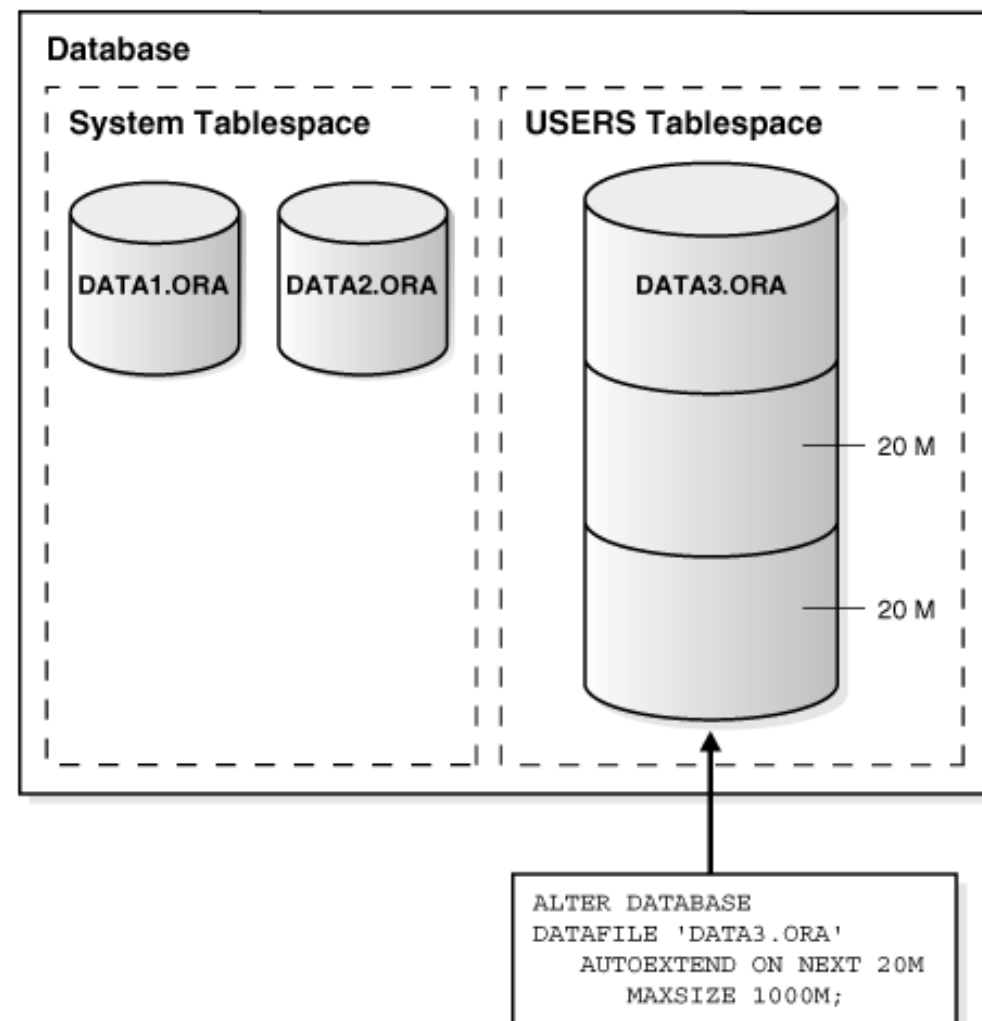 Database
System Tablespace
USERS Tablespace
DATA1.ORA
DATA2.ORA
DATA3.ORA
20 M
20 M
ALTER DATABASE
DATAFILE 'DATA3.ORA'
AUTOEXTEND ON NEXT 20M
MAXSIZE 1000M;